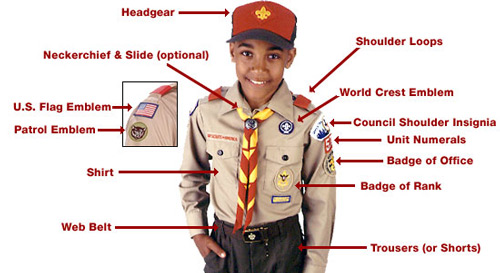 Headgear
Neckerchief & Slide (optional)
Shoulder Loops
World Crest Emblem
U.S. Flag Emblem
Patrol Emblem
Council Shoulder Insignia
Unit Numerals
Badge of Office
Shirt
Badge of Rank
Web Belt
Trousers (or Shorts)